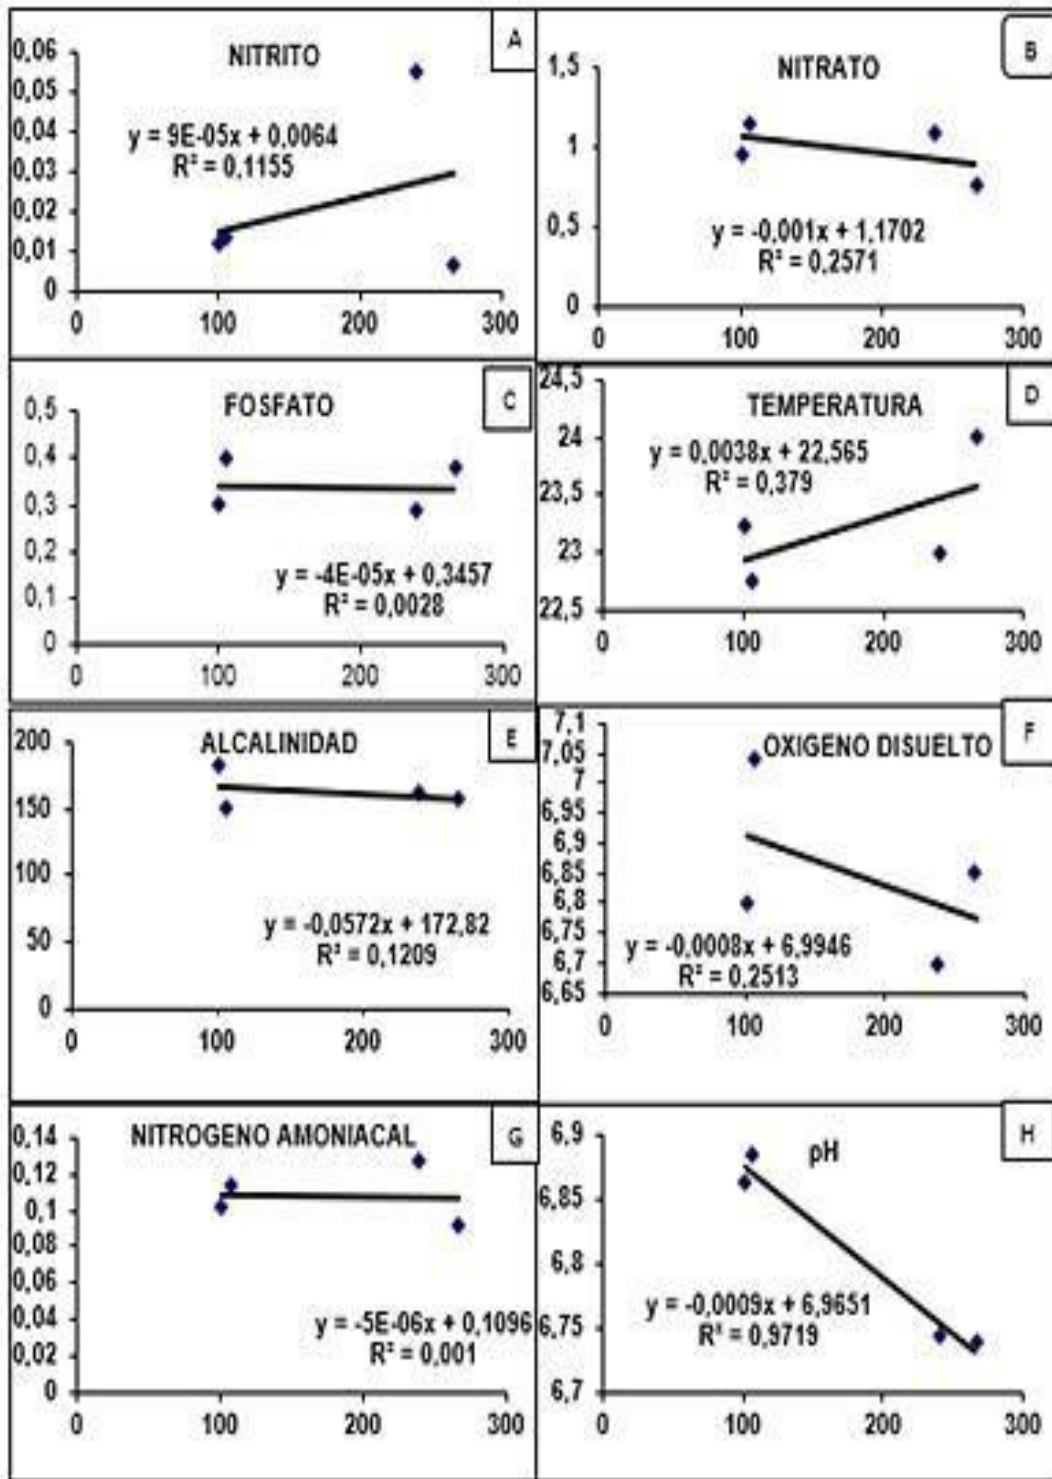 A
NITRITO
y = 9E-05x + 0,0064
R² = 0,1155
0,06
0,05
0,04
0,03
0,02
0,01
0
0 100 200 300
B
NITRATO
y = -0,001x + 1,1702
R² = 0,2571
1,5
1
0,5
0
0 100 200 300
C
FOSFATO
y = -4E-05x + 0,3457
R² = 0,0028
0,5
0,4
0,3
0,2
0,1
0
0 100 200 300
D
TEMPERATURA
y = 0,0038x + 22,565
R² = 0,379
24,5
24
23,5
23
22,5
0 100 200 300
E
ALCALINIDAD
y = -0,0572x + 172,82
R² = 0,1209
200
150
100
50
0
0 100 200 300
F
OXIGENO DISUELTO
y = -0,0008x + 6,9946
R² = 0,2513
7,1
7,05
7
6,95
6,9
6,85
6,8
6,75
6,7
6,65
0 100 200 300
G
NITROGENO AMONIACAL
y = -5E-06x + 0,1096
R² = 0,001
0,14
0,12
0,1
0,08
0,06
0,04
0,02
0
0 100 200 300
H
pH
y = -0,0009x + 6,9651
R² = 0,9719
6,9
6,85
6,8
6,75
6,7
0 100 200 300